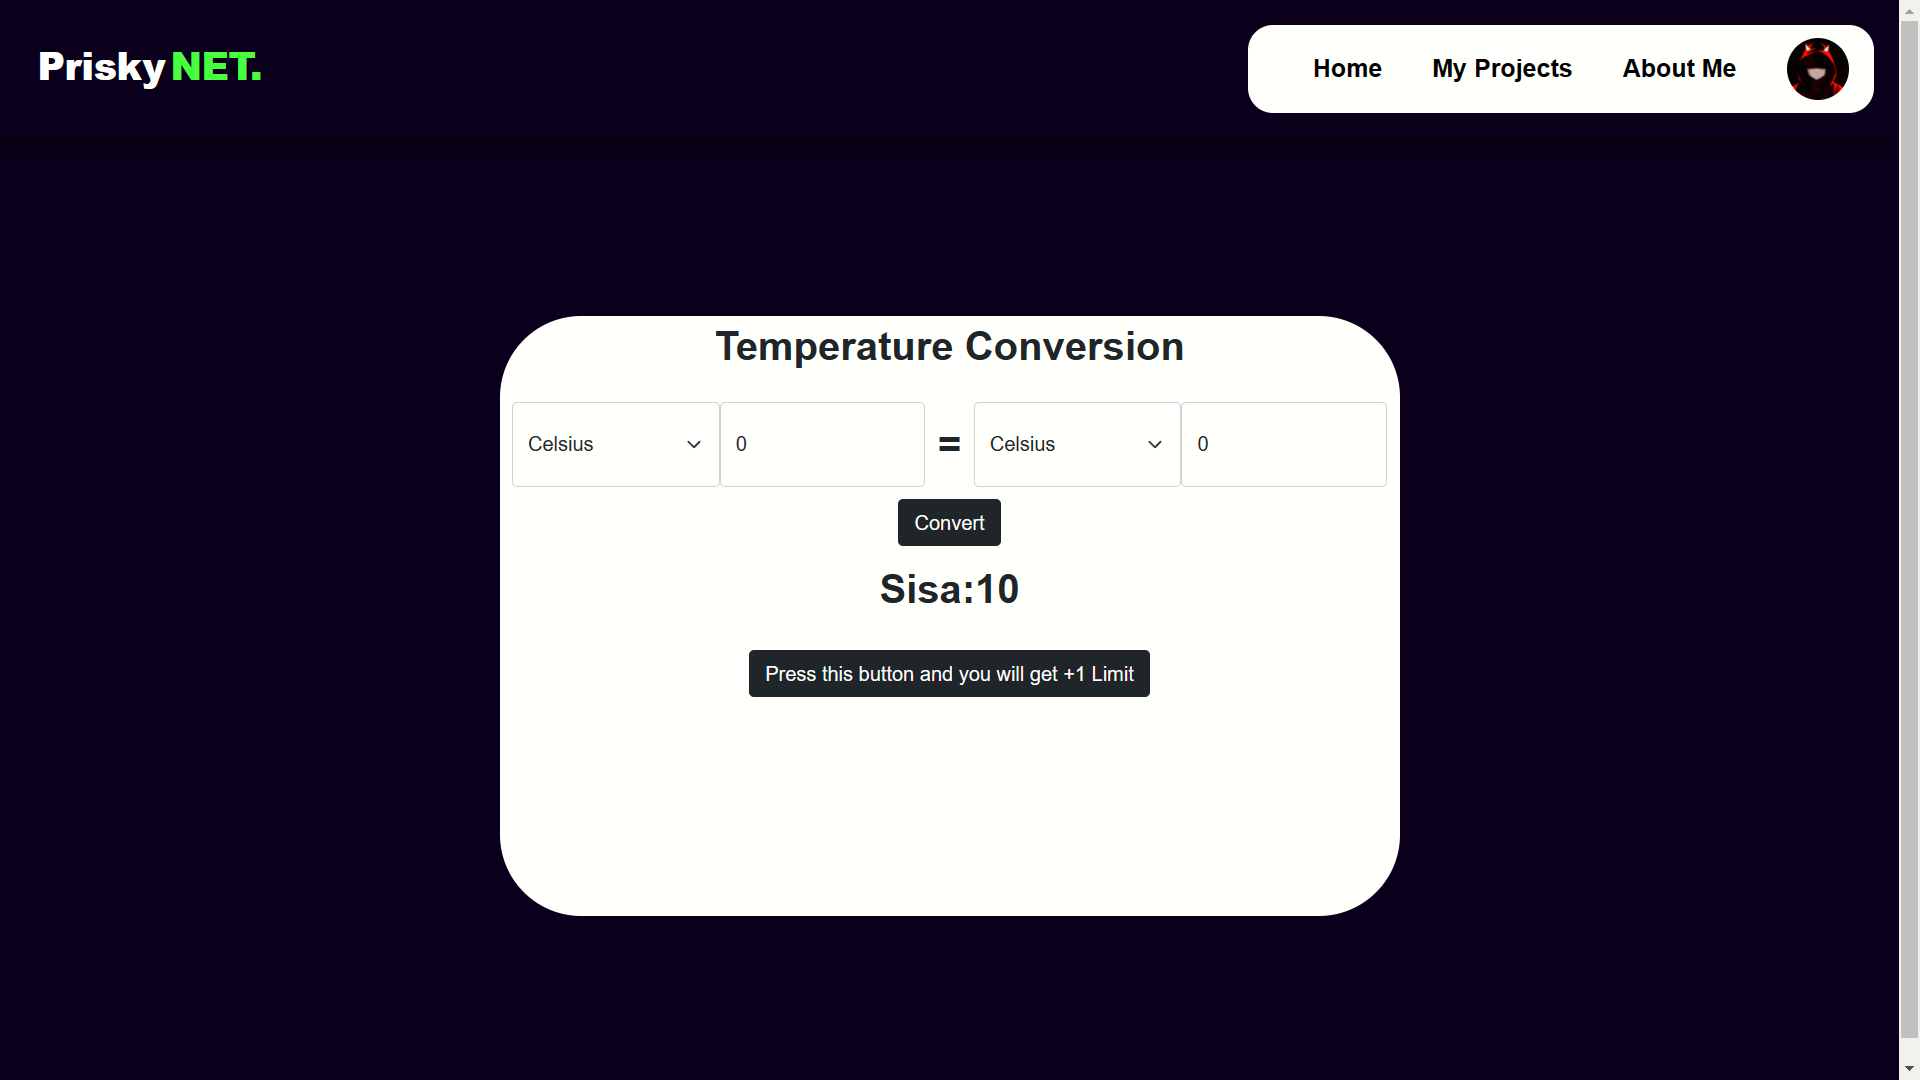 Prisky NET.
Home My Projects About Me
Temperature Conversion
Celsius 0 = Celsius 0
Convert
Sisa:10
Press this button and you will get +1 Limit